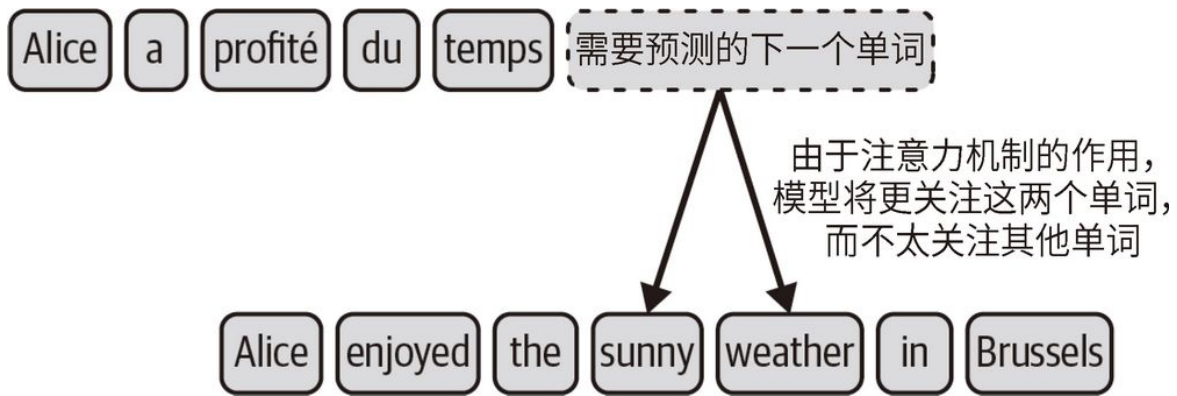 Alice a profité du temps 需要预测的下一个单词
由于注意力机制的作用，
模型将更关注这两个单词，
而不太关注其他单词
Alice enjoyed the sunny weather in Brussels